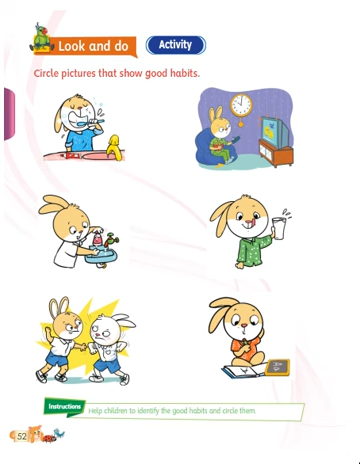 Look and do
Activity
Circle pictures that show good habits.
Instructions
Help children to identify the good habits and circle them.
52